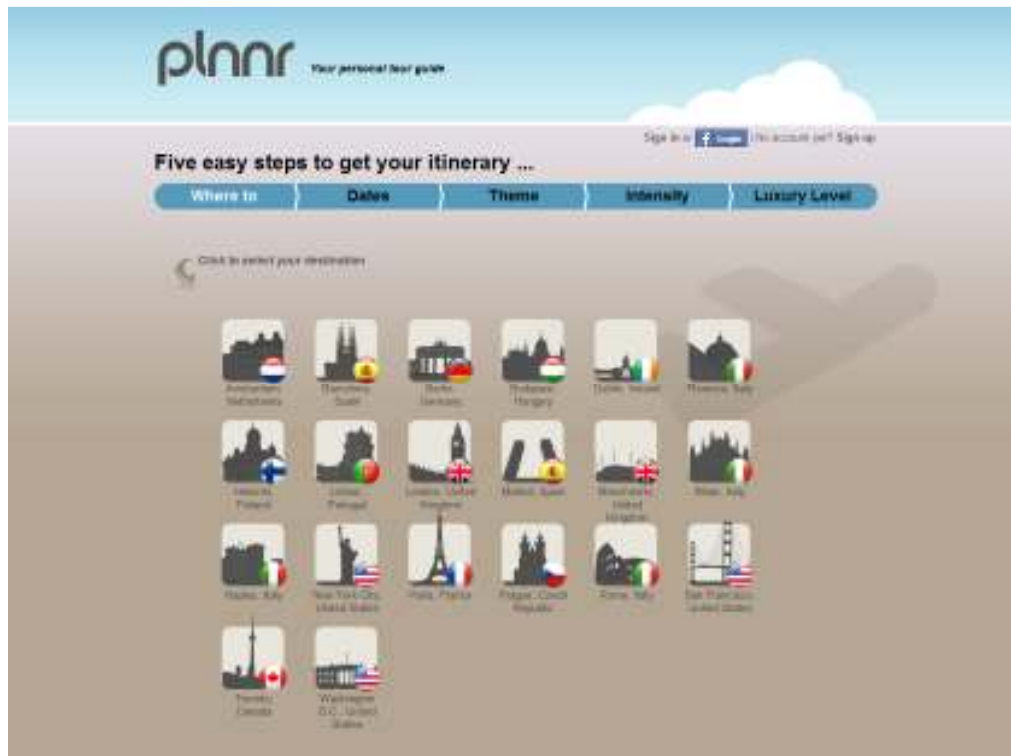 plnnr
Your personal tour guide
Sign in or
no account yet? Sign up
Five easy steps to get your itinerary ...
Where to
Dates
Theme
Intensity
Luxury Level
Click to select your destination
Amsterdam,
Netherlands
Barcelona,
Spain
Berlin,
Germany
Budapest,
Hungary
Dublin, Ireland
Florence, Italy
Helsinki,
Finland
Lisbon,
Portugal
London, United
Kingdom
Madrid, Spain
Manchester,
United
Kingdom
Milan, Italy
Naples, Italy
New York City,
United States
Paris, France
Prague, Czech
Republic
Rome, Italy
San Francisco,
United States
Toronto,
Canada
Washington
D.C., United
States